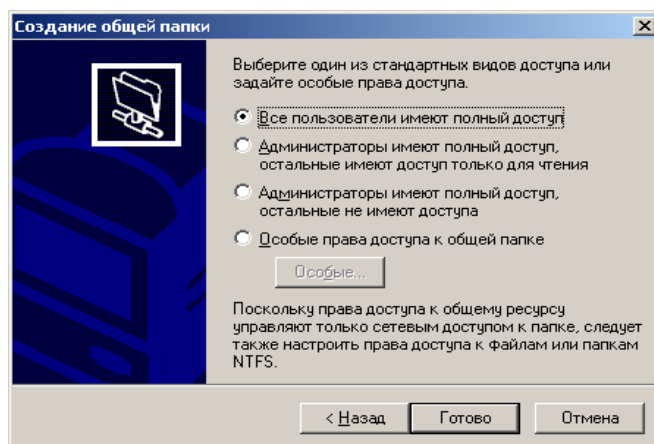 Создание общей папки
Выберите один из стандартных видов доступа или
задайте особые права доступа.
Все пользователи имеют полный доступ
Администраторы имеют полный доступ,
остальные имеют доступ только для чтения
Администраторы имеют полный доступ,
остальные не имеют доступа
Особые права доступа к общей папке
Особые...
Поскольку права доступа к общему ресурсу
управляют только сетевым доступом к папке, следует
также настроить права доступа к файлам или папкам
NTFS.
< Назад Готово Отмена